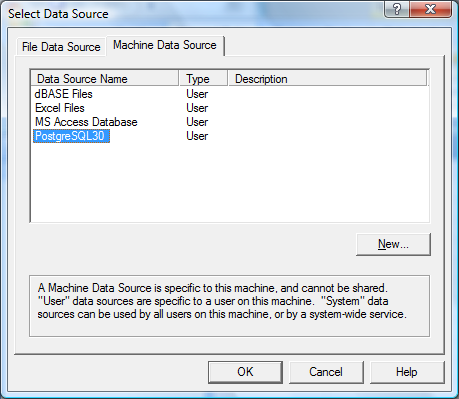 Select Data Source
File Data Source Machine Data Source
Data Source Name Type Description
dBASE Files User
Excel Files User
MS Access Database User
PostgreSQL30 User
New...
A Machine Data Source is specific to this machine, and cannot be shared.
"User" data sources are specific to a user on this machine. "System" data
sources can be used by all users on this machine, or by a system-wide service.
OK Cancel Help